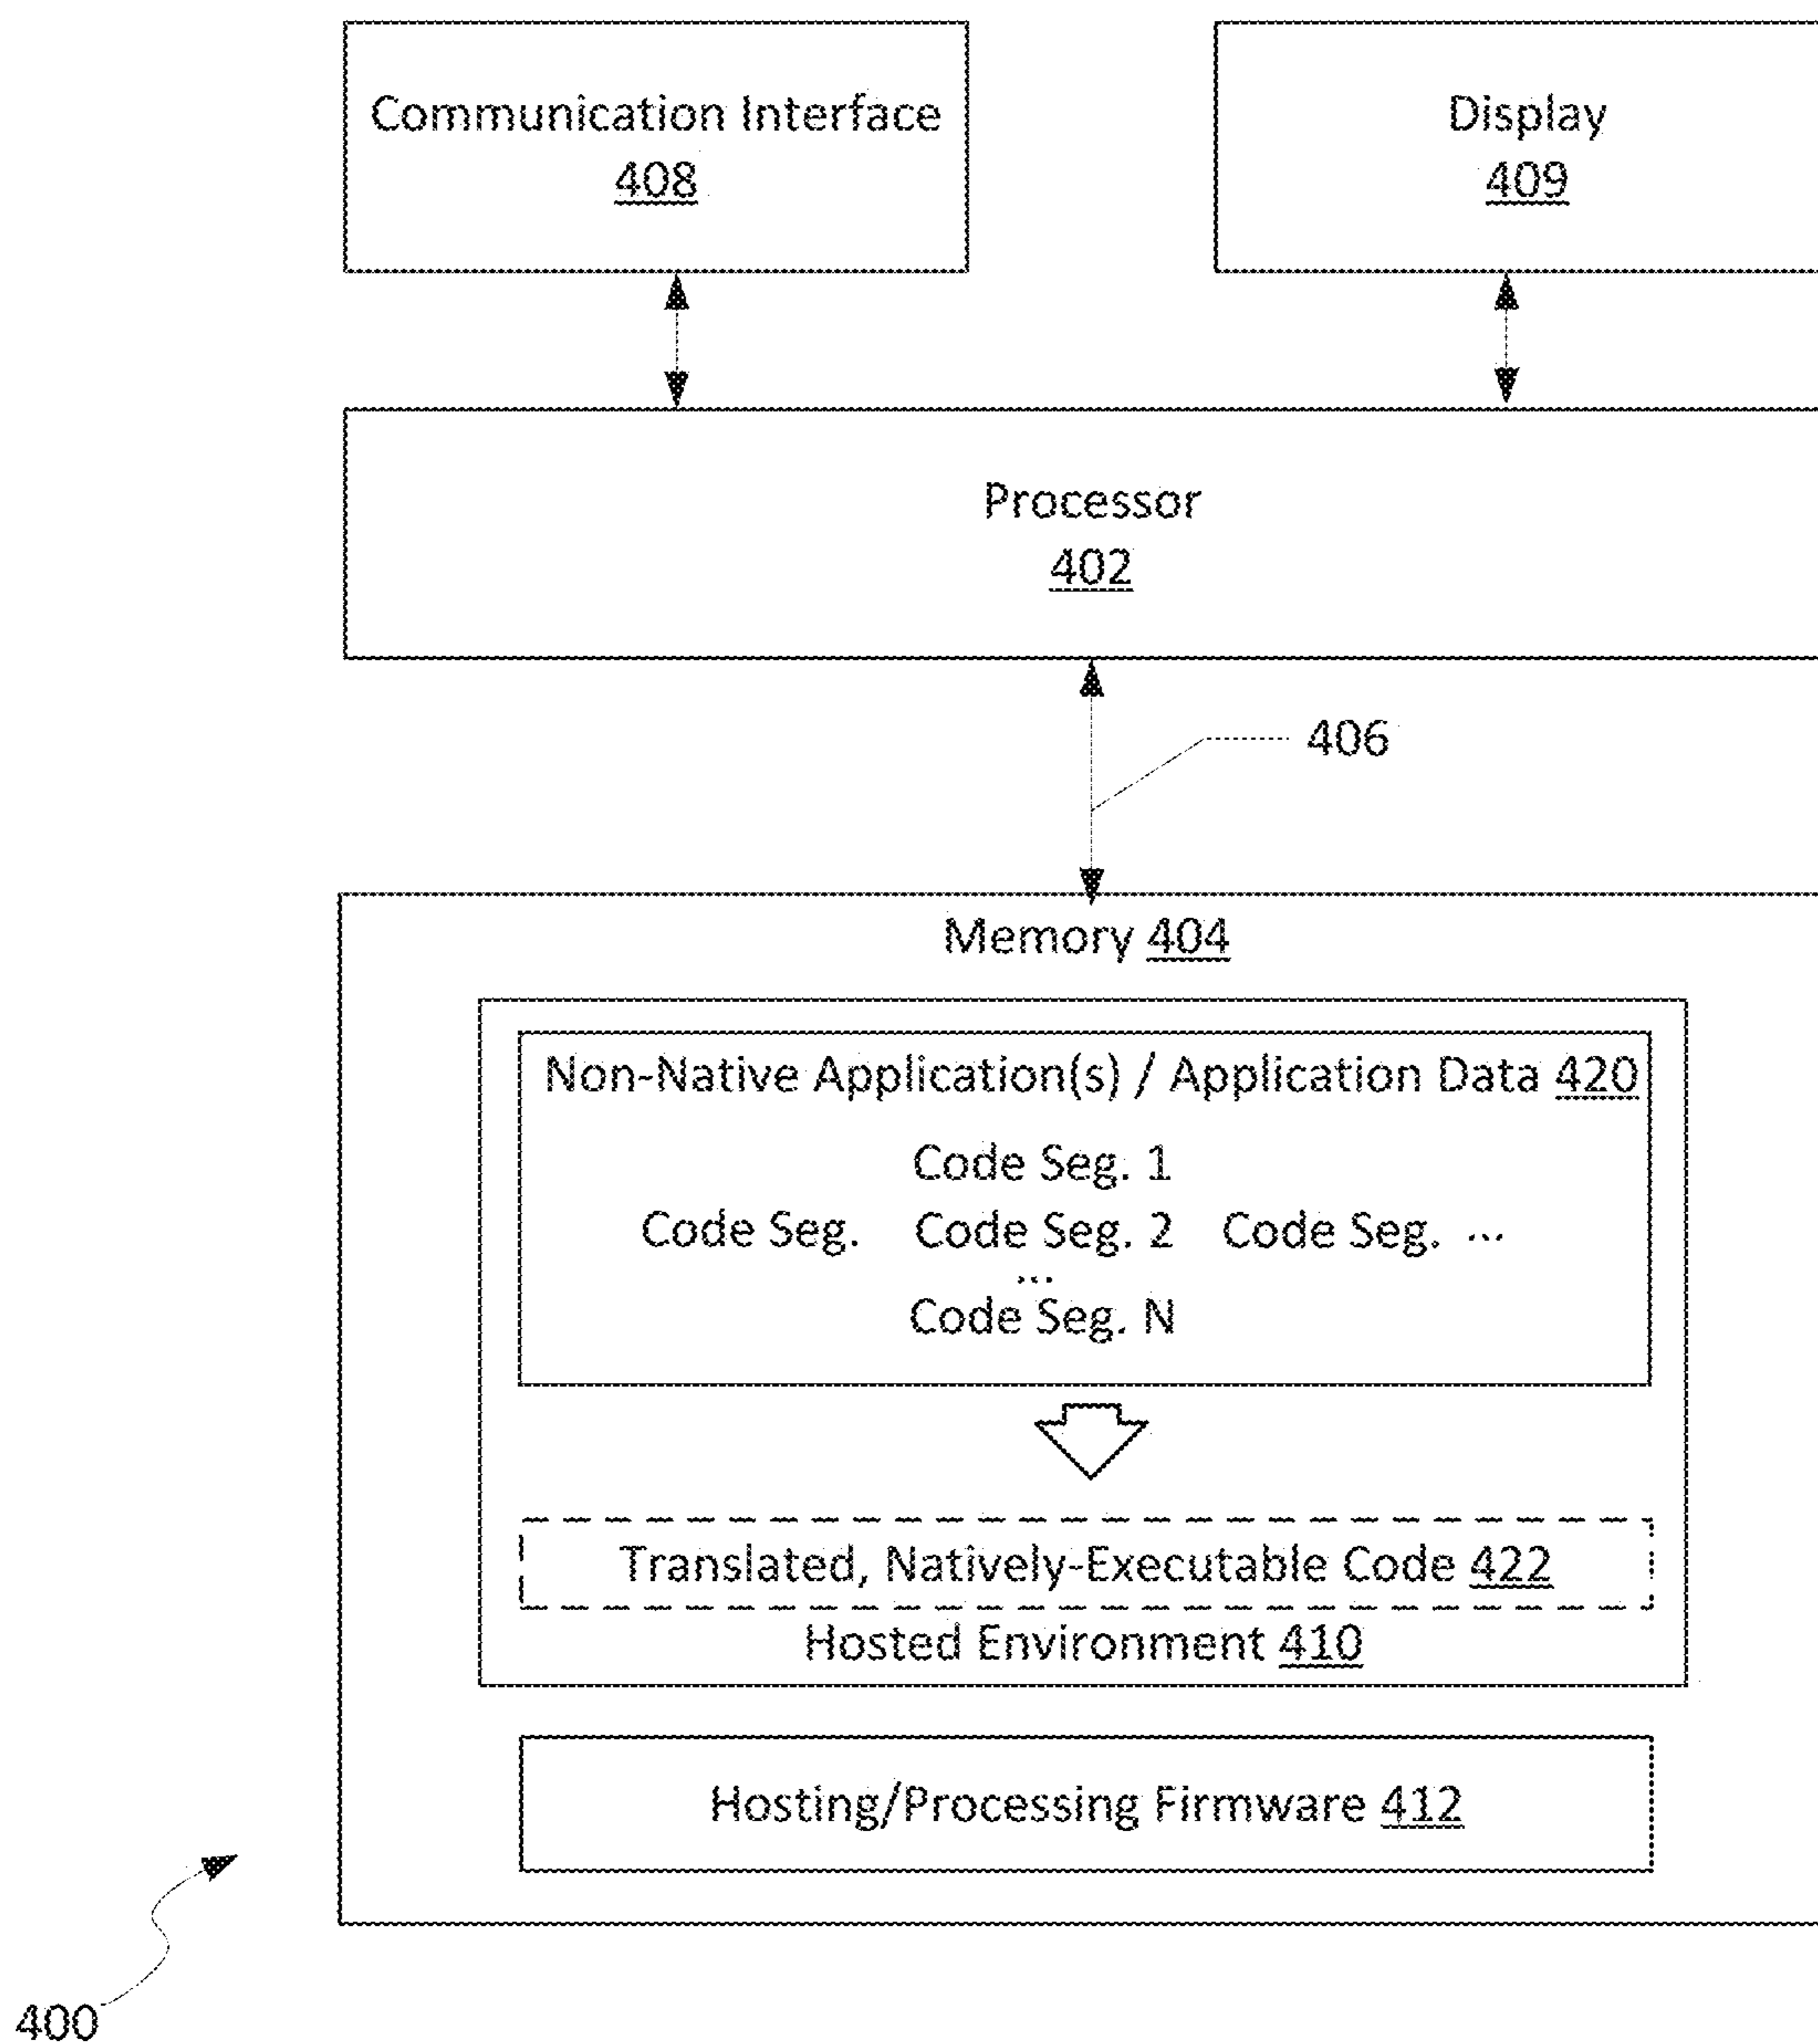 Communication Interface
408
Display
409
Processor
402
406
Memory 404
Non-Native Application(s) / Application Data 420
Code Seg. 1
Code Seg. Code Seg. 2 Code Seg. ...
...
Code Seg. N
Translated, Natively-Executable Code 422
Hosted Environment 410
Hosting/Processing Firmware 412
400